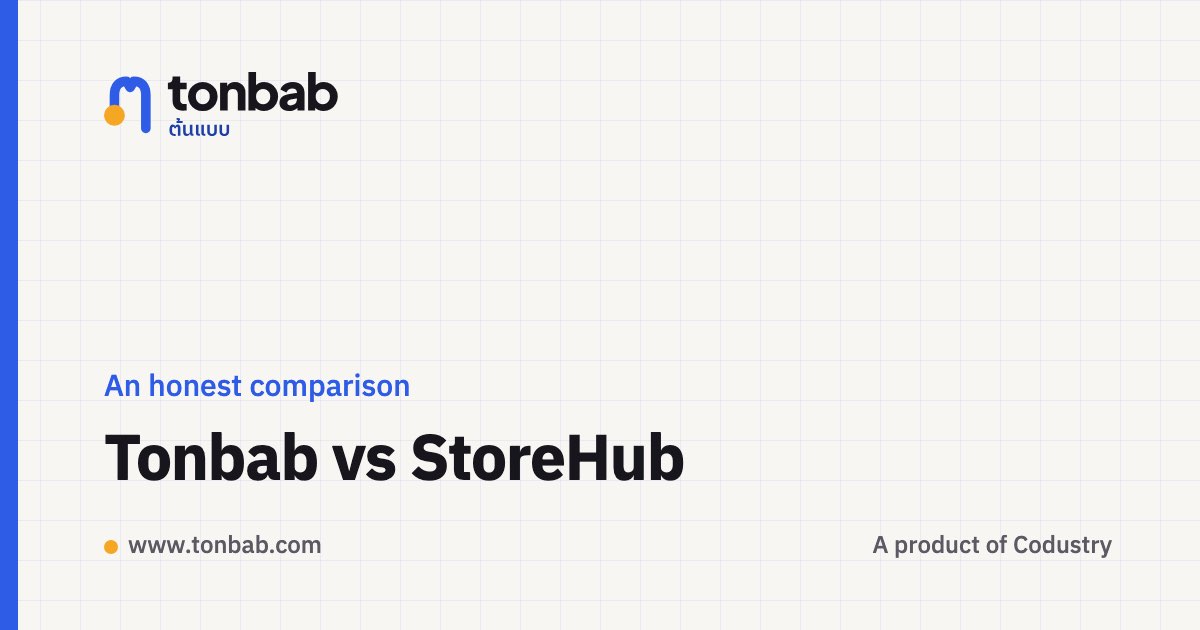 tonbab
ต้นแบบ
An honest comparison
Tonbab vs StoreHub
www.tonbab.com
A product of Codustry